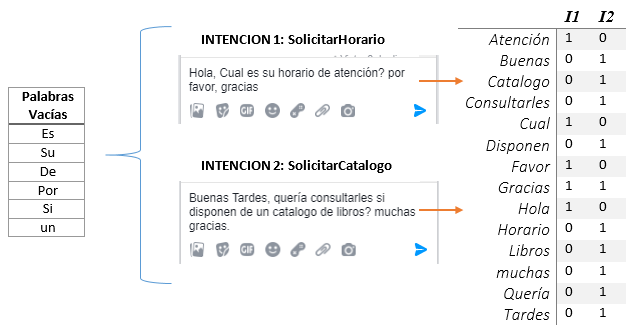 Palabras
Vacías
Es
Su
De
Por
Si
un
INTENCION 1: SolicitarHorario
Hola, Cual es su horario de atención? por
favor, gracias
GIF
INTENCION 2: SolicitarCatalogo
Buenas Tardes, quería consultarles si
disponen de un catalogo de libros? muchas
gracias.
GIF
I1 I2
Atención 1 0
Buenas 0 1
Catalogo 0 1
Consultarles 0 1
Cual 1 0
Disponen 0 1
Favor 1 0
Gracias 1 1
Hola 1 0
Horario 0 1
Libros 0 1
muchas 0 1
Quería 0 1
Tardes 0 1